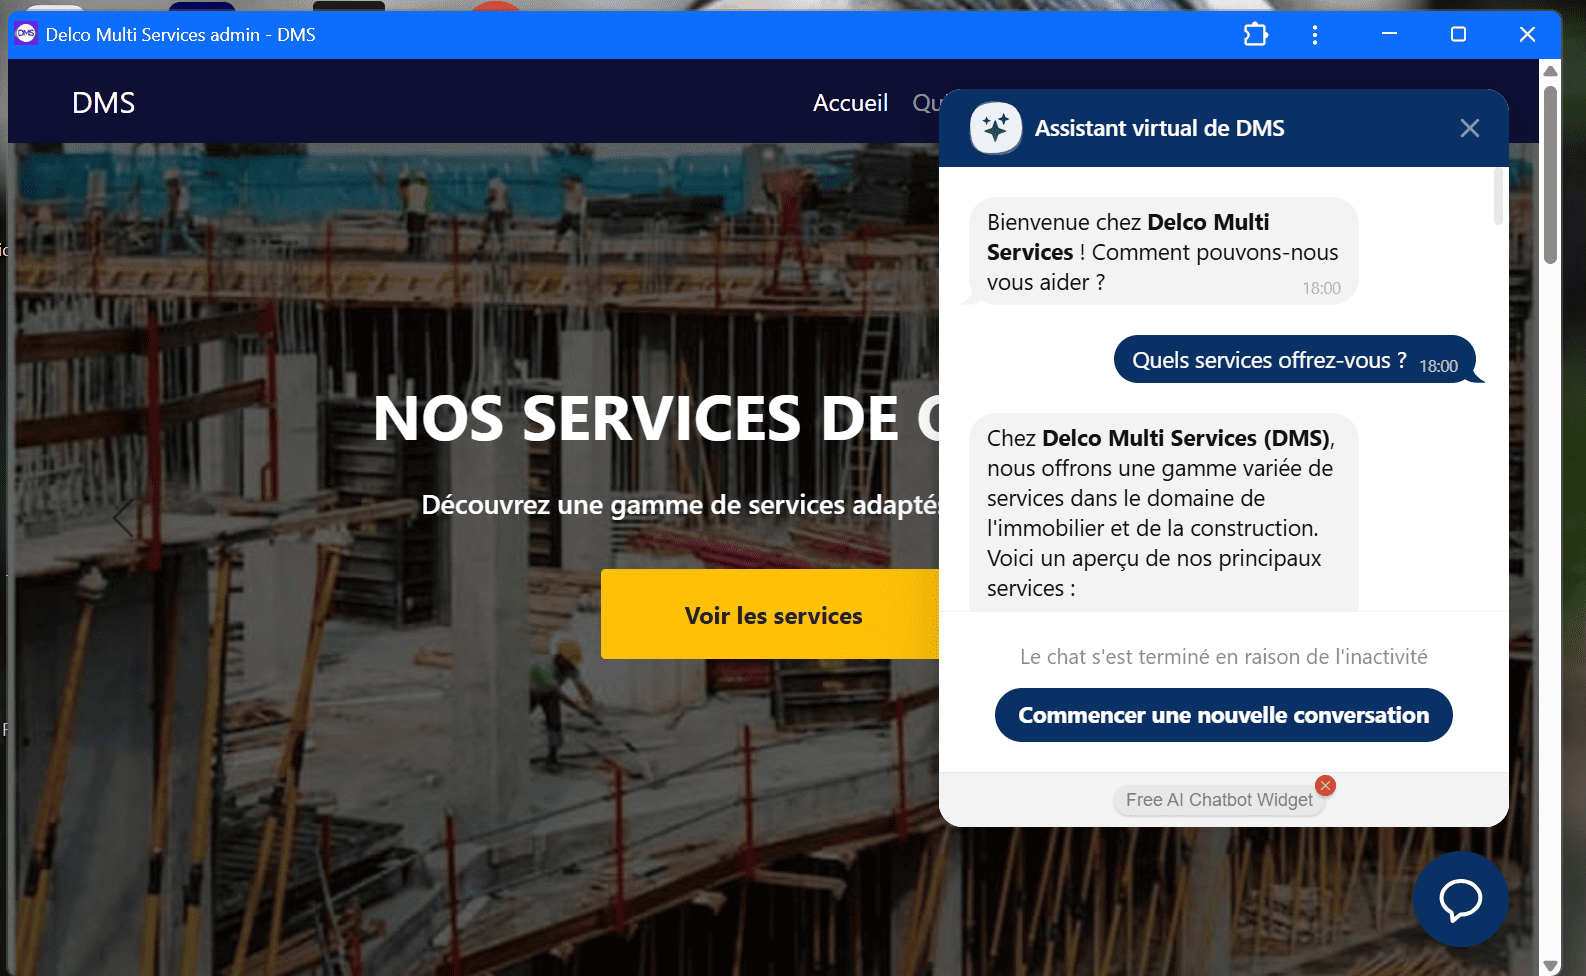 DMS
Delco Multi Services admin - DMS
DMS
Accueil
Assistant virtual de DMS
Bienvenue chez Delco Multi
Services ! Comment pouvons-nous
vous aider ?
18:00
Quels services offrez-vous ? 18:00
Chez Delco Multi Services (DMS),
nous offrons une gamme variée de
services dans le domaine de
l'immobilier et de la construction.
Voici un aperçu de nos principaux
services :
Le chat s'est terminé en raison de l'inactivité
Commencer une nouvelle conversation
Free AI Chatbot Widget
NOS SERVICES DE
Découvrez une gamme de services adaptés
Voir les services